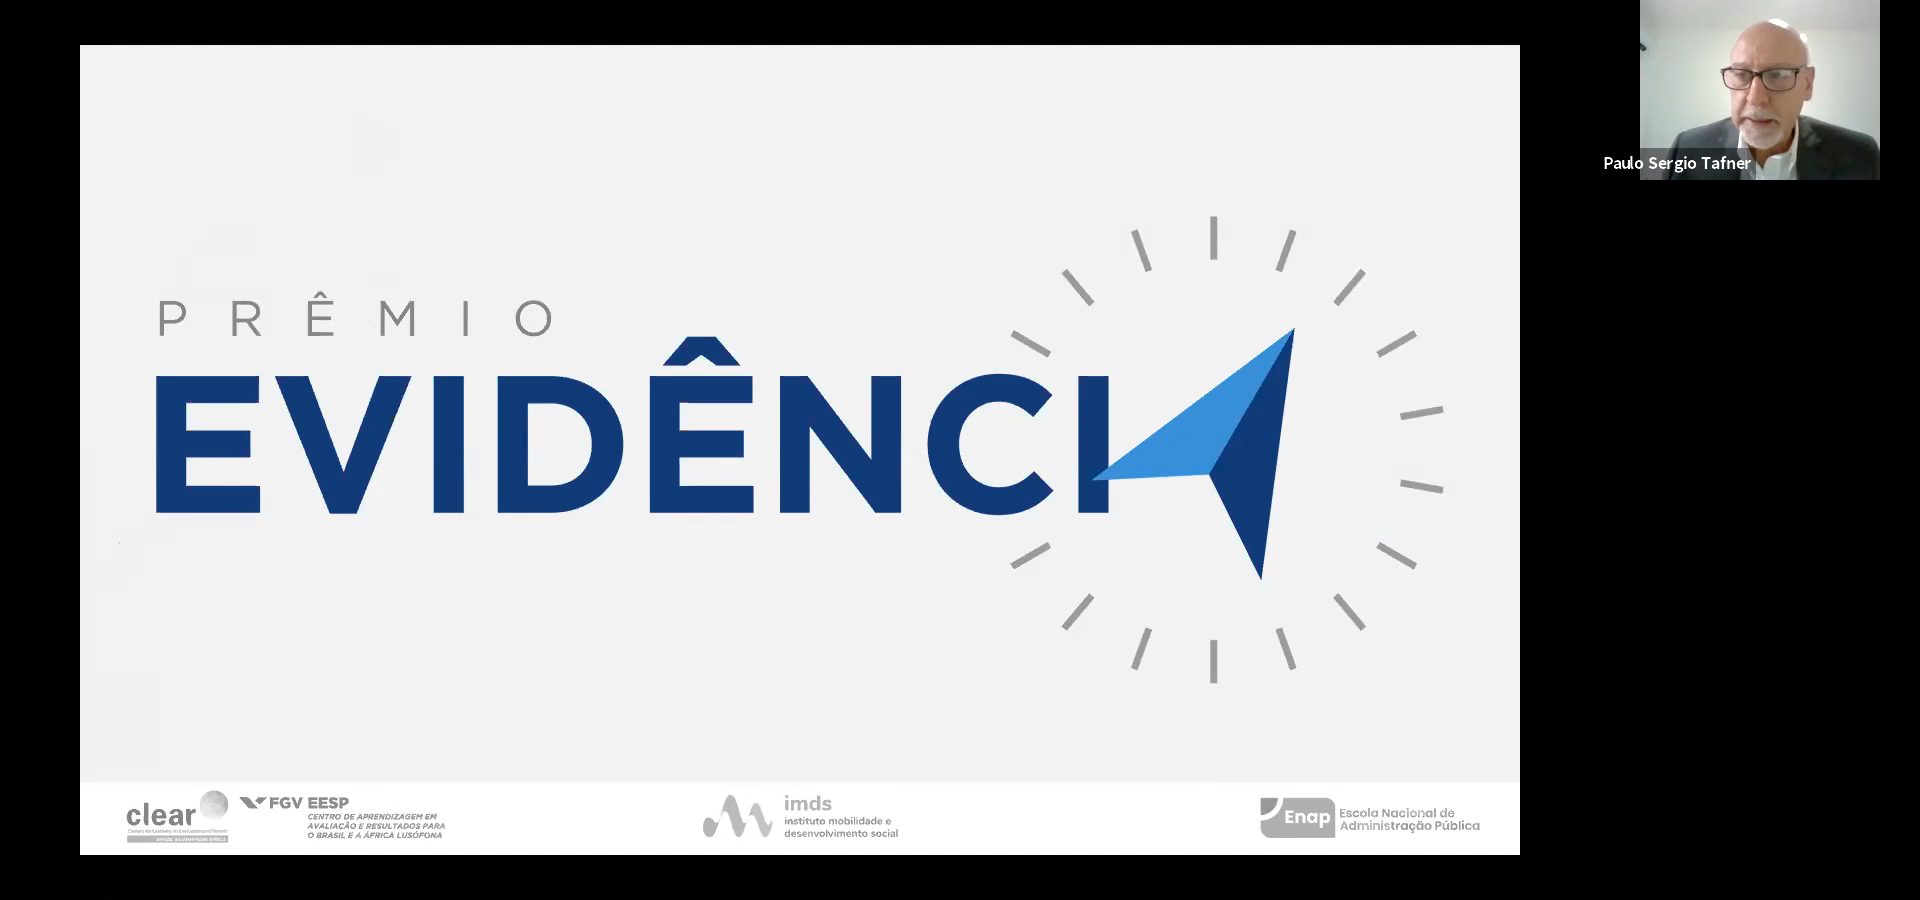 PRÊMIO
EVIDÊNCIA
clear
FGV EESP
CENTRO DE APRENDIZAGEM EM
AVALIAÇÃO E RESULTADOS PARA
O BRASIL E A ÁFRICA LUSÓFONA
imds
instituto mobilidade e
desenvolvimento social
Enap
Escola Nacional de
Administração Pública
Paulo Sergio Tafner